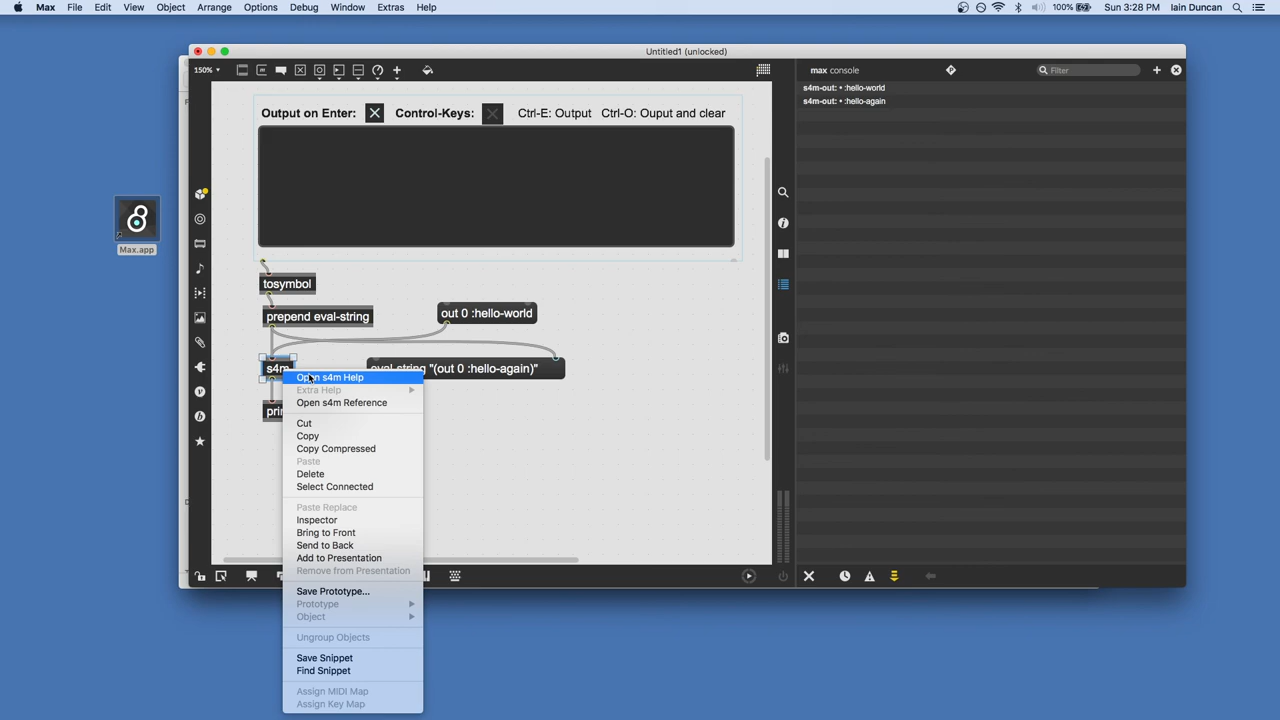 Max File Edit View Object Arrange Options Debug Window Extras Help
100% Sun 3:28 PM Iain Duncan
Untitled1 (unlocked)
150%
max console
Filter
Output on Enter: Control-Keys: Ctrl-E: Output Ctrl-O: Ouput and clear
s4m-out: • :hello-world
s4m-out: • :hello-again
Max.app
tosymbol
prepend eval-string
out 0 :hello-world
s4m
eval-string "(out 0 :hello-again)"
Open s4m Help
Extra Help
Open s4m Reference
Cut
Copy
Copy Compressed
Paste
Delete
Select Connected
Paste Replace
Inspector
Bring to Front
Send to Back
Add to Presentation
Remove from Presentation
Save Prototype...
Prototype
Object
Ungroup Objects
Save Snippet
Find Snippet
Assign MIDI Map
Assign Key Map